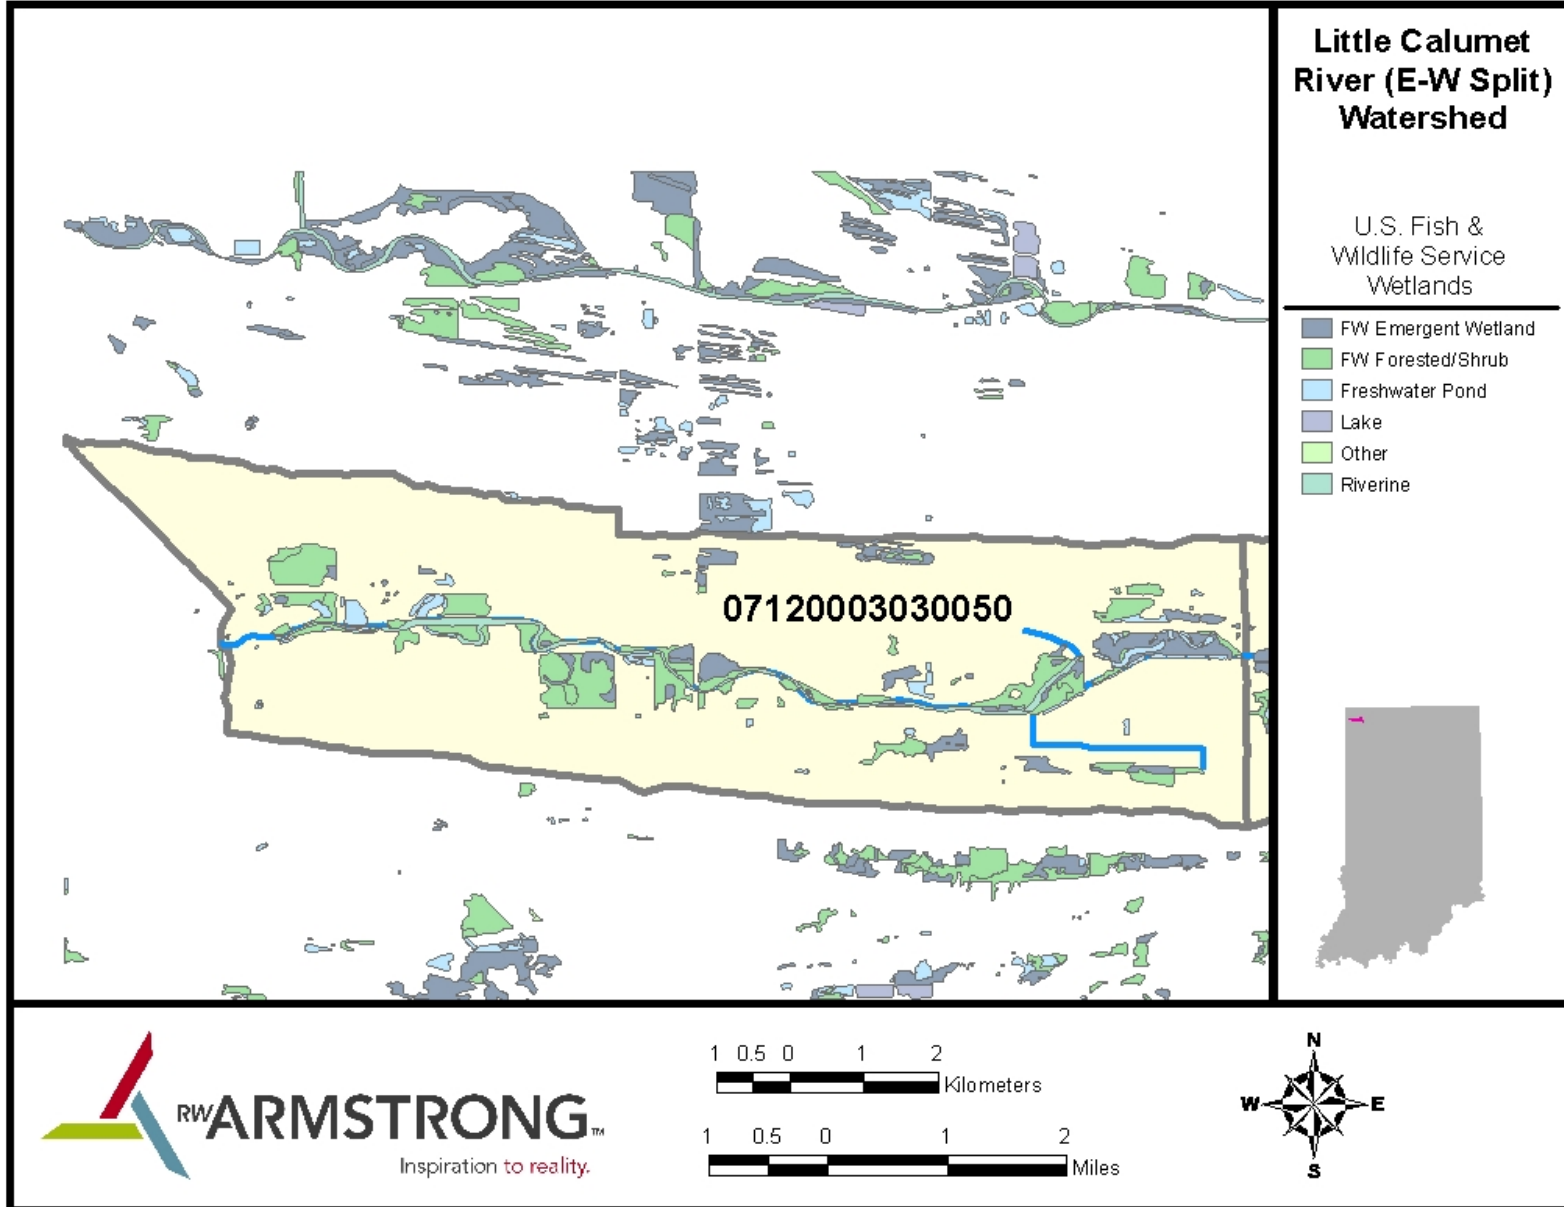 Little Calumet
River (E-W Split)
Watershed
U.S. Fish &
Wildlife Service
Wetlands
FW Emergent Wetland
FW Forested/Shrub
Freshwater Pond
Lake
Other
Riverine
07120003030050
RW ARMSTRONG™
Inspiration to reality.
1 0.5 0 1 2
Kilometers
1 0.5 0 1 2
Miles
N
W E
S